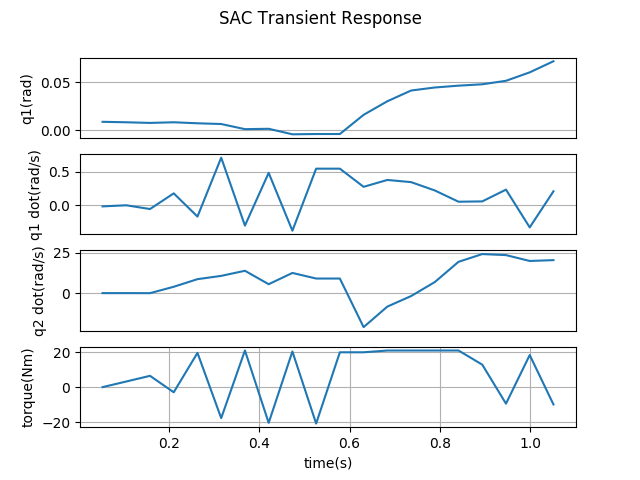 SAC Transient Response
q1(rad)
0.05
0.00
q1 dot(rad/s)
0.5
0.0
q2 dot(rad/s)
25
0
torque(Nm)
20
0
−20
0.2 0.4 0.6 0.8 1.0
time(s)